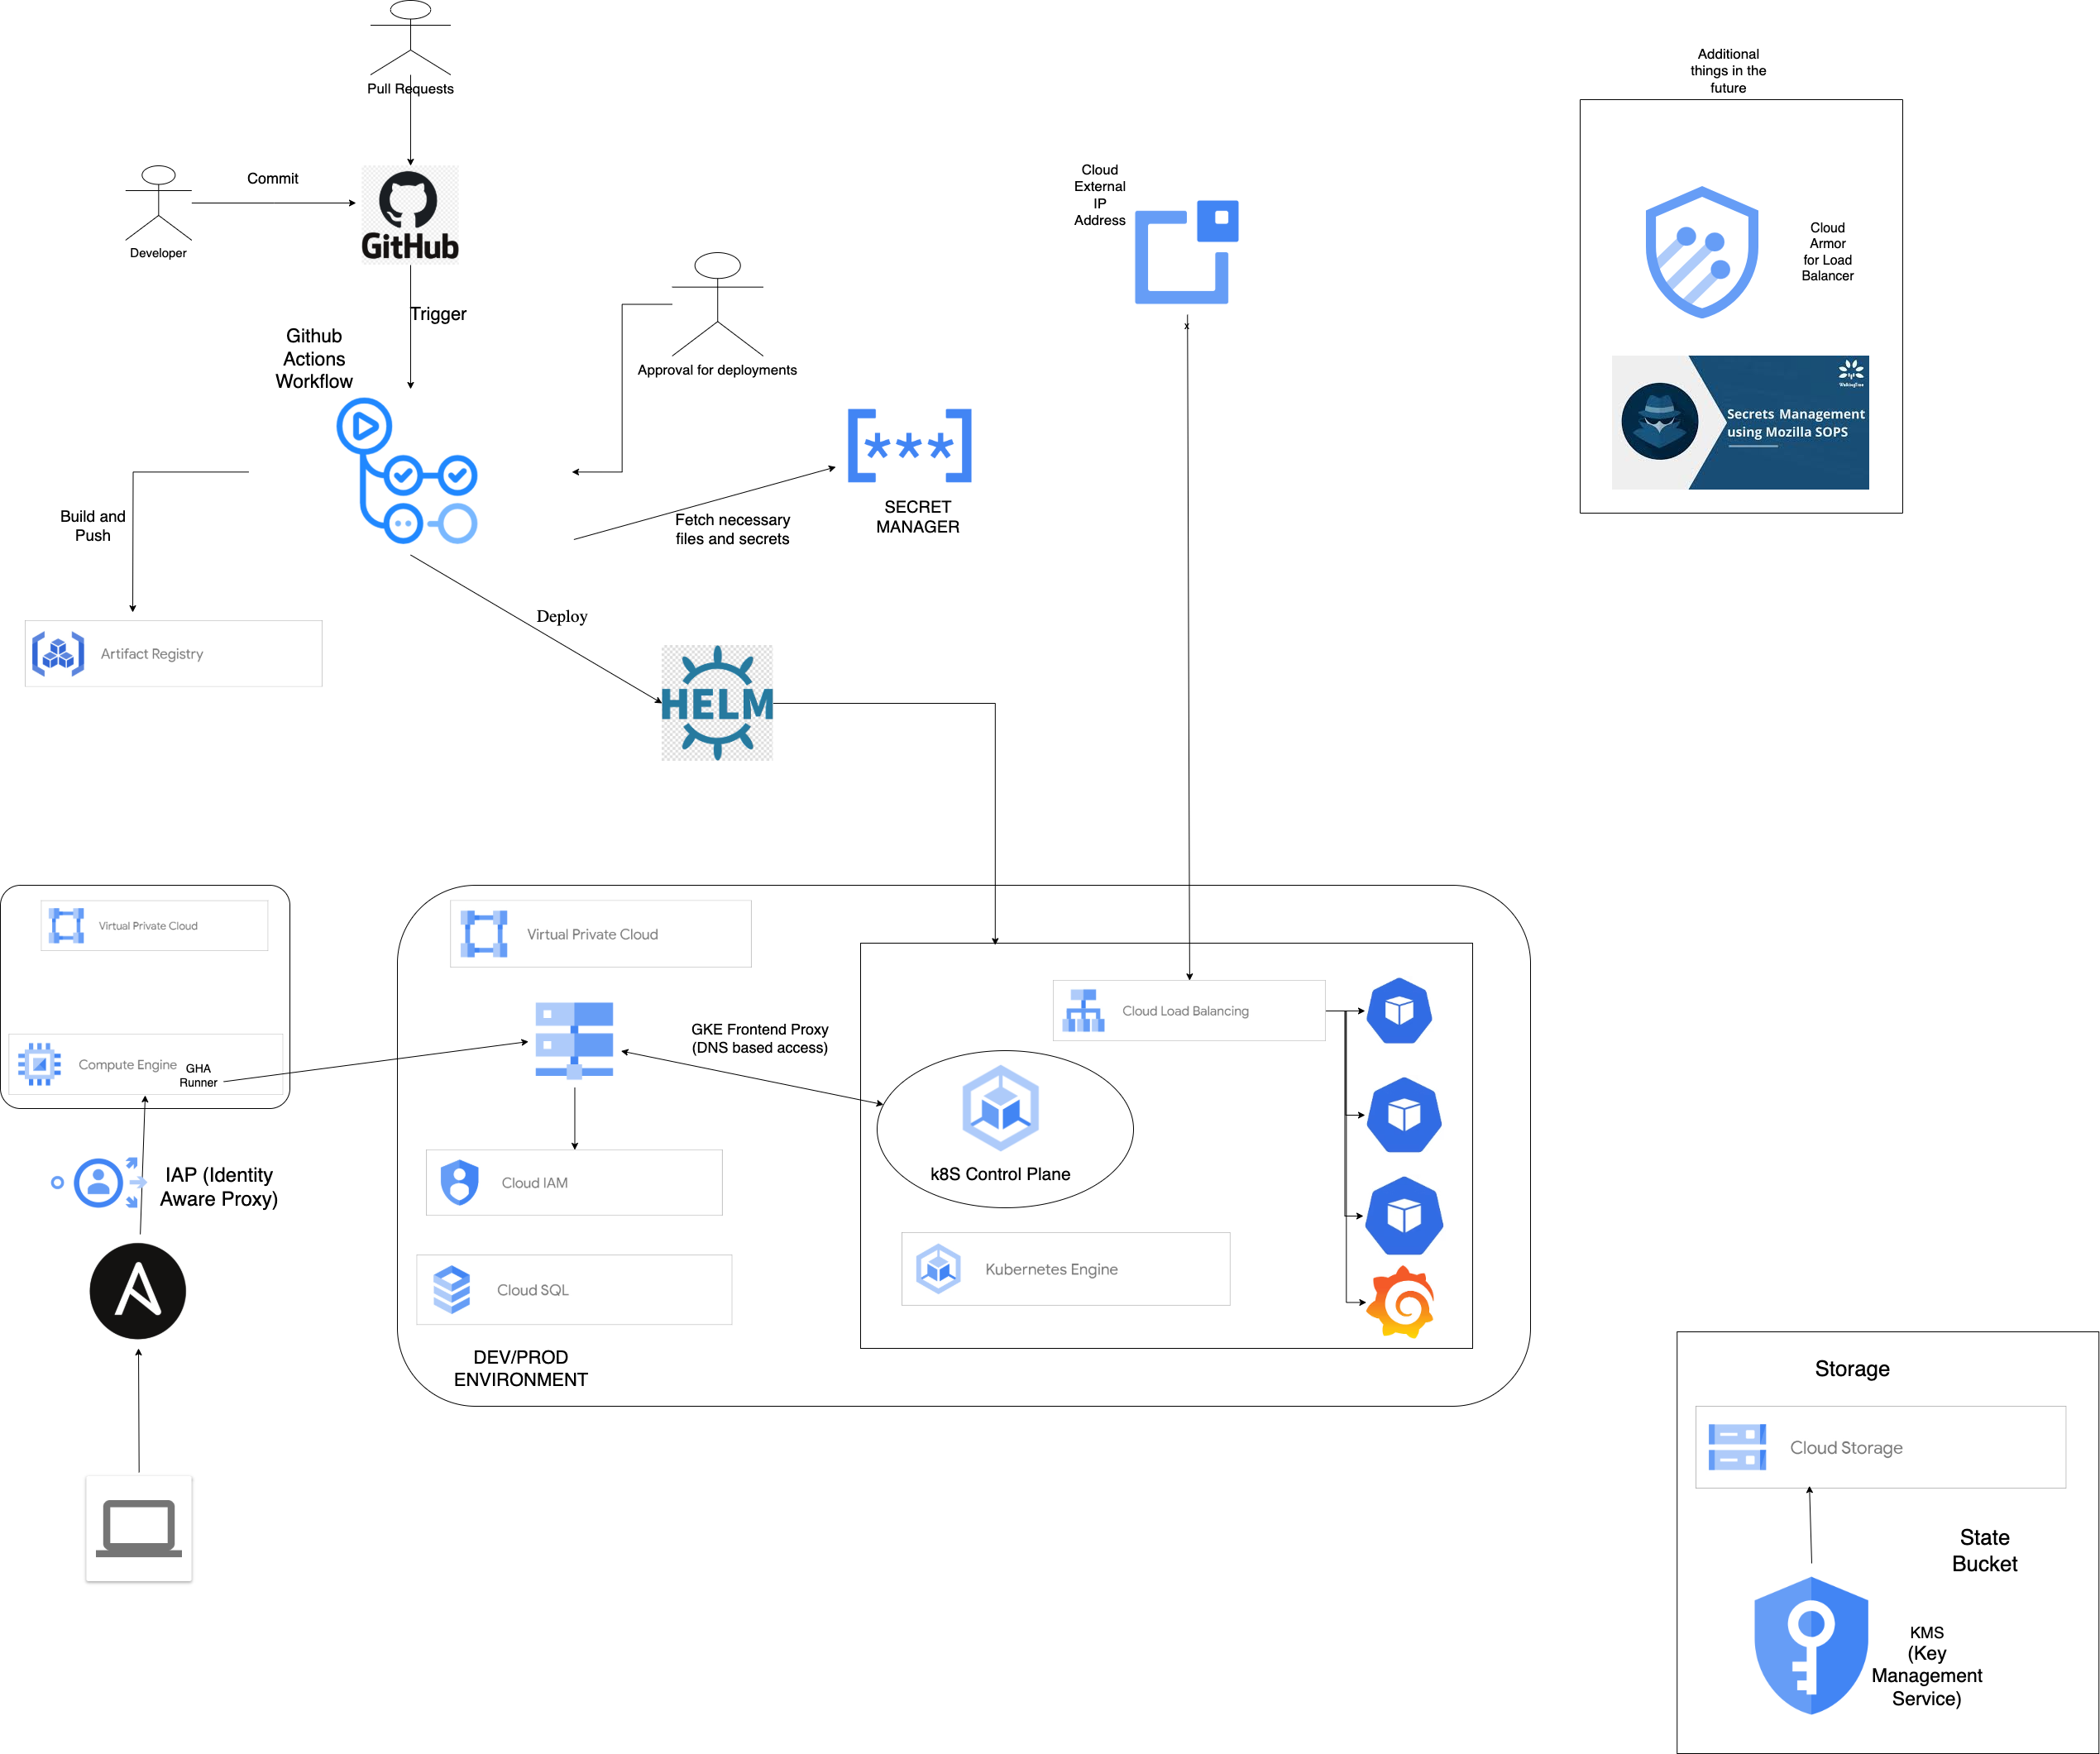 Pull Requests
Additional
things in the
future
Developer
Commit
GitHub
Cloud
External
IP
Address
Cloud
Armor
for Load
Balancer
Trigger
Github
Actions
Workflow
Approval for deployments
WalkingTree
Secrets Management
using Mozilla SOPS
[***]
SECRET
MANAGER
Build and
Push
Fetch necessary
files and secrets
x
Deploy
Artifact Registry
HELM
Virtual Private Cloud
Compute Engine
GHA
Runner
IAP (Identity
Aware Proxy)
Virtual Private Cloud
GKE Frontend Proxy
(DNS based access)
Cloud IAM
Cloud SQL
DEV/PROD
ENVIRONMENT
Cloud Load Balancing
k8S Control Plane
Kubernetes Engine
Storage
Cloud Storage
State
Bucket
KMS
(Key
Management
Service)